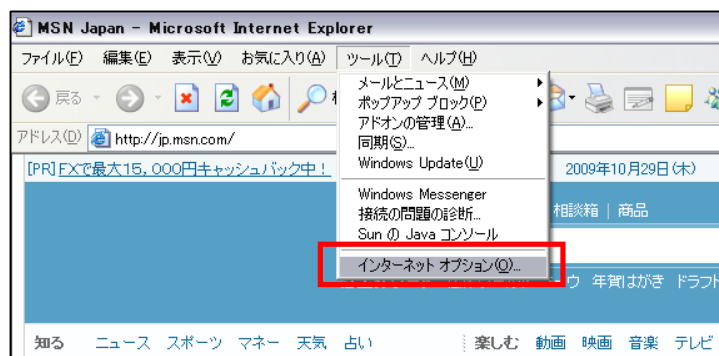 MSN Japan - Microsoft Internet Explorer
ファイル(F) 編集(E) 表示(V) お気に入り(A) ツール(T) ヘルプ(H)
戻る
メールとニュース(M)
ポップアップ ブロック(P)
アドオンの管理(A)...
同期(S)...
Windows Update(U)
Windows Messenger
接続の問題の診断...
Sun の Java コンソール
インターネット オプション(O)...
アドレス(D) http://jp.msn.com/
[PR]FXで最大15,000円キャッシュバック中! 2009年10月29日(木)
相談箱 | 商品
ウ 年賀はがき ドラフト
知る ニュース スポーツ マネー 天気 占い 楽しむ 動画 映画 音楽 テレビ